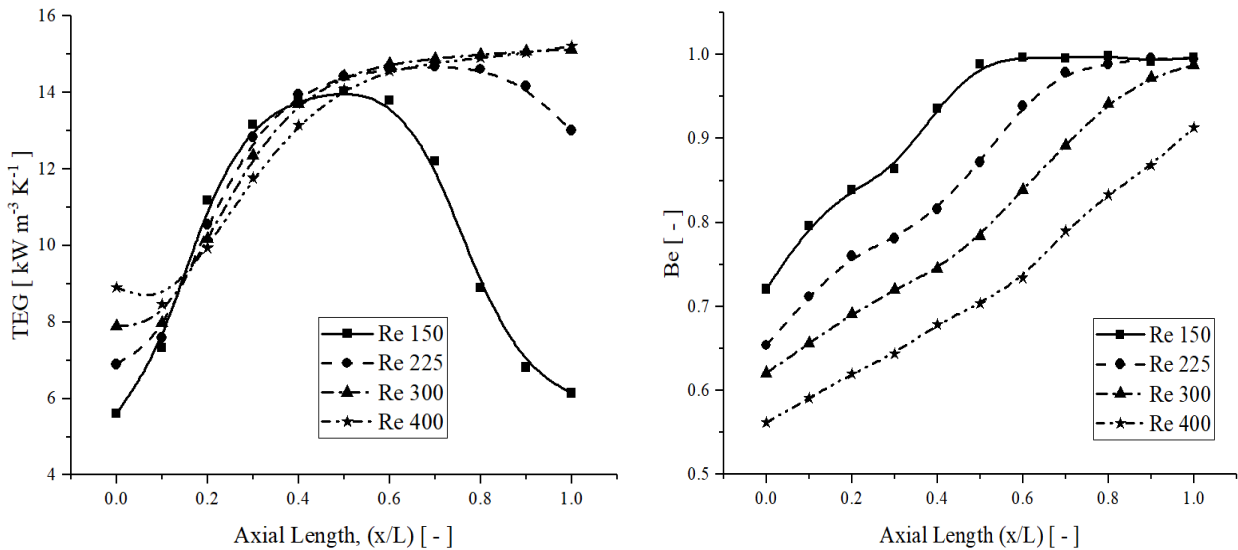 TEG [ kW m⁻³ K⁻¹ ]
16
14
12
10
8
6
4
Re 150
Re 225
Re 300
Re 400
0.0 0.2 0.4 0.6 0.8 1.0
Axial Length, (x/L) [ - ]
Be [ - ]
1.0
0.9
0.8
0.7
0.6
0.5
Re 150
Re 225
Re 300
Re 400
0.0 0.2 0.4 0.6 0.8 1.0
Axial Length (x/L) [ - ]